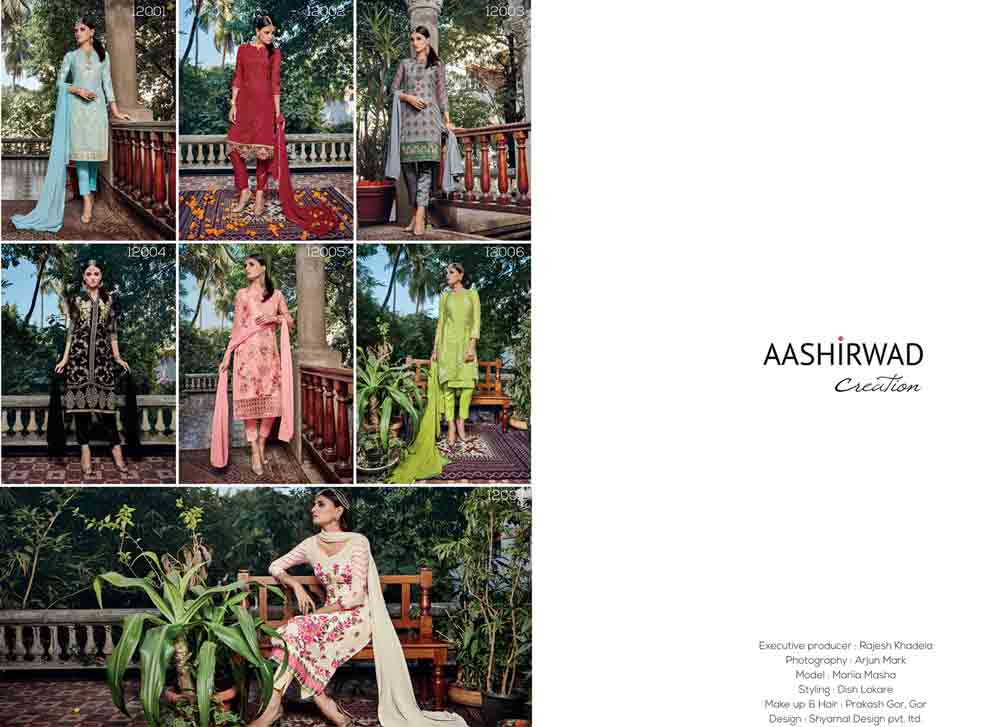 12001
12002
12003
12004
12005
12006
AASHiRWAD
Creation
Executive producer : Rajesh Khadela
Photography : Arjun Mark
Model : Mariia Masha
Styling : Dish Lakare
Make up & Hair : Prakash Gor, Gor
Design : Shyamal Design pvt. ltd.